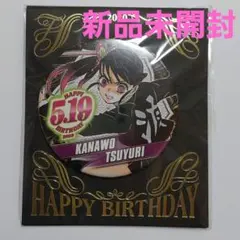 新品未開封
HAPPY
5.19
BIRTHDAY
KANAWO
TSUYURI
HAPPY BIRTHDAY